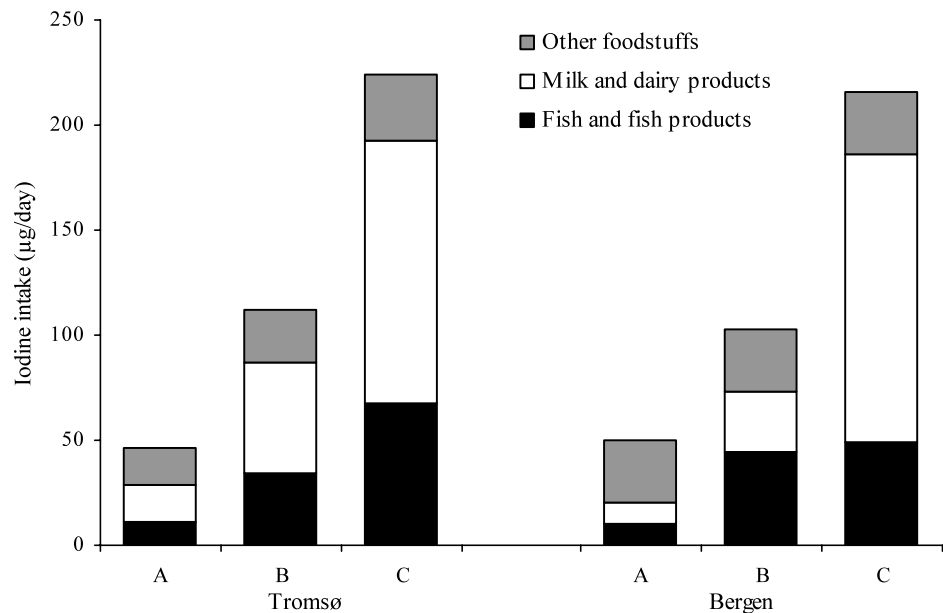 250
200
150
100
50
0
Iodine intake (µg/day)
Other foodstuffs
Milk and dairy products
Fish and fish products
A B C A B C
Tromsø Bergen